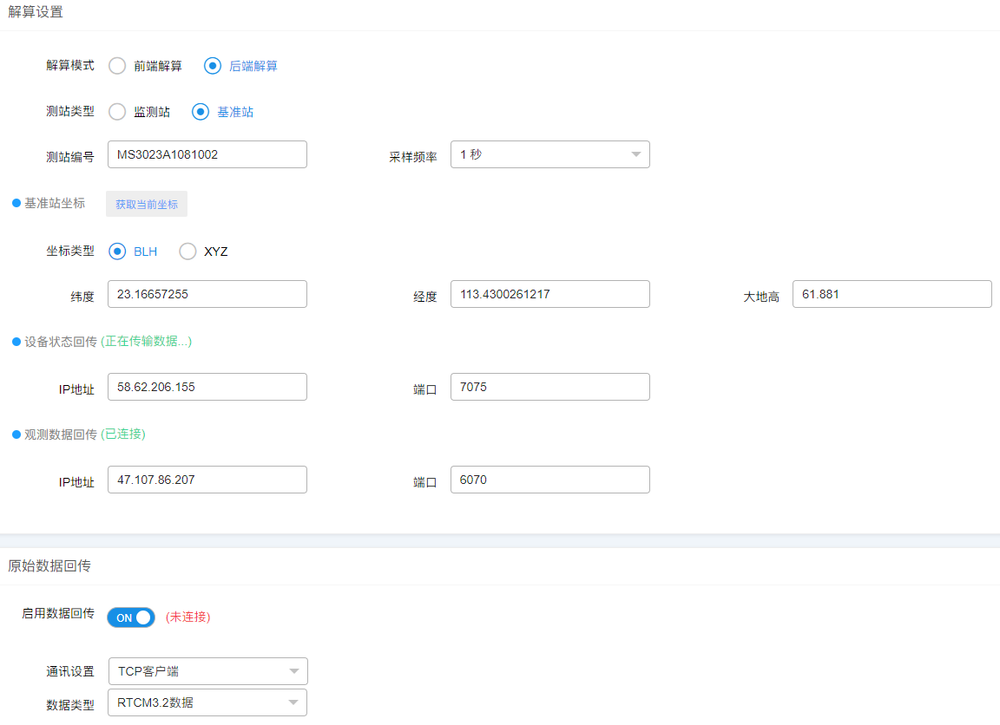 解算设置
解算模式 前端解算 后端解算
测站类型 监测站 基准站
测站编号 MS3023A1081002 采样频率 1 秒
基准站坐标 获取当前坐标
坐标类型 BLH XYZ
纬度 23.16657255 经度 113.4300261217 大地高 61.881
设备状态回传 (正在传输数据...)
IP地址 58.62.206.155 端口 7075
观测数据回传 (已连接)
IP地址 47.107.86.207 端口 6070
原始数据回传
启用数据回传 ON (未连接)
通讯设置 TCP客户端
数据类型 RTCM3.2数据